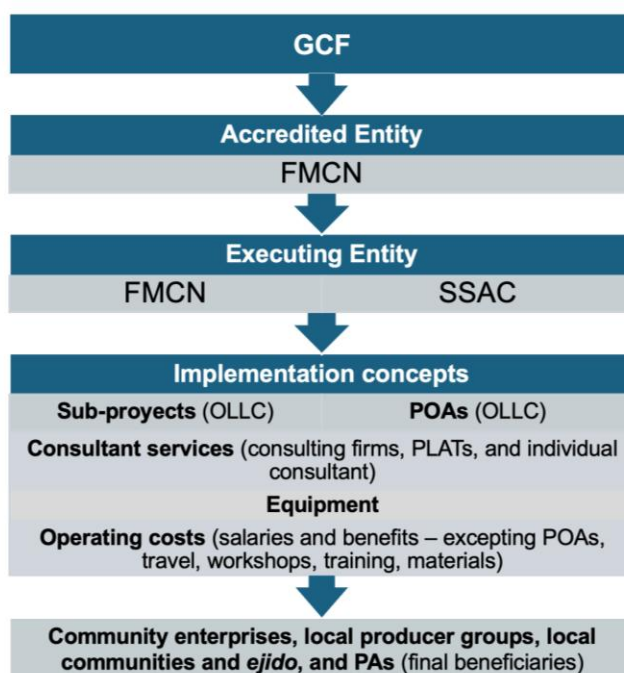 GCF
Accredited Entity
FMCN
Executing Entity
FMCN SSAC
Implementation concepts
Sub-proyects (OLLC) POAs (OLLC)
Consultant services (consulting firms, PLATs, and individual
consultant)
Equipment
Operating costs (salaries and benefits – excepting POAs,
travel, workshops, training, materials)
Community enterprises, local producer groups, local
communities and ejido, and PAs (final beneficiaries)